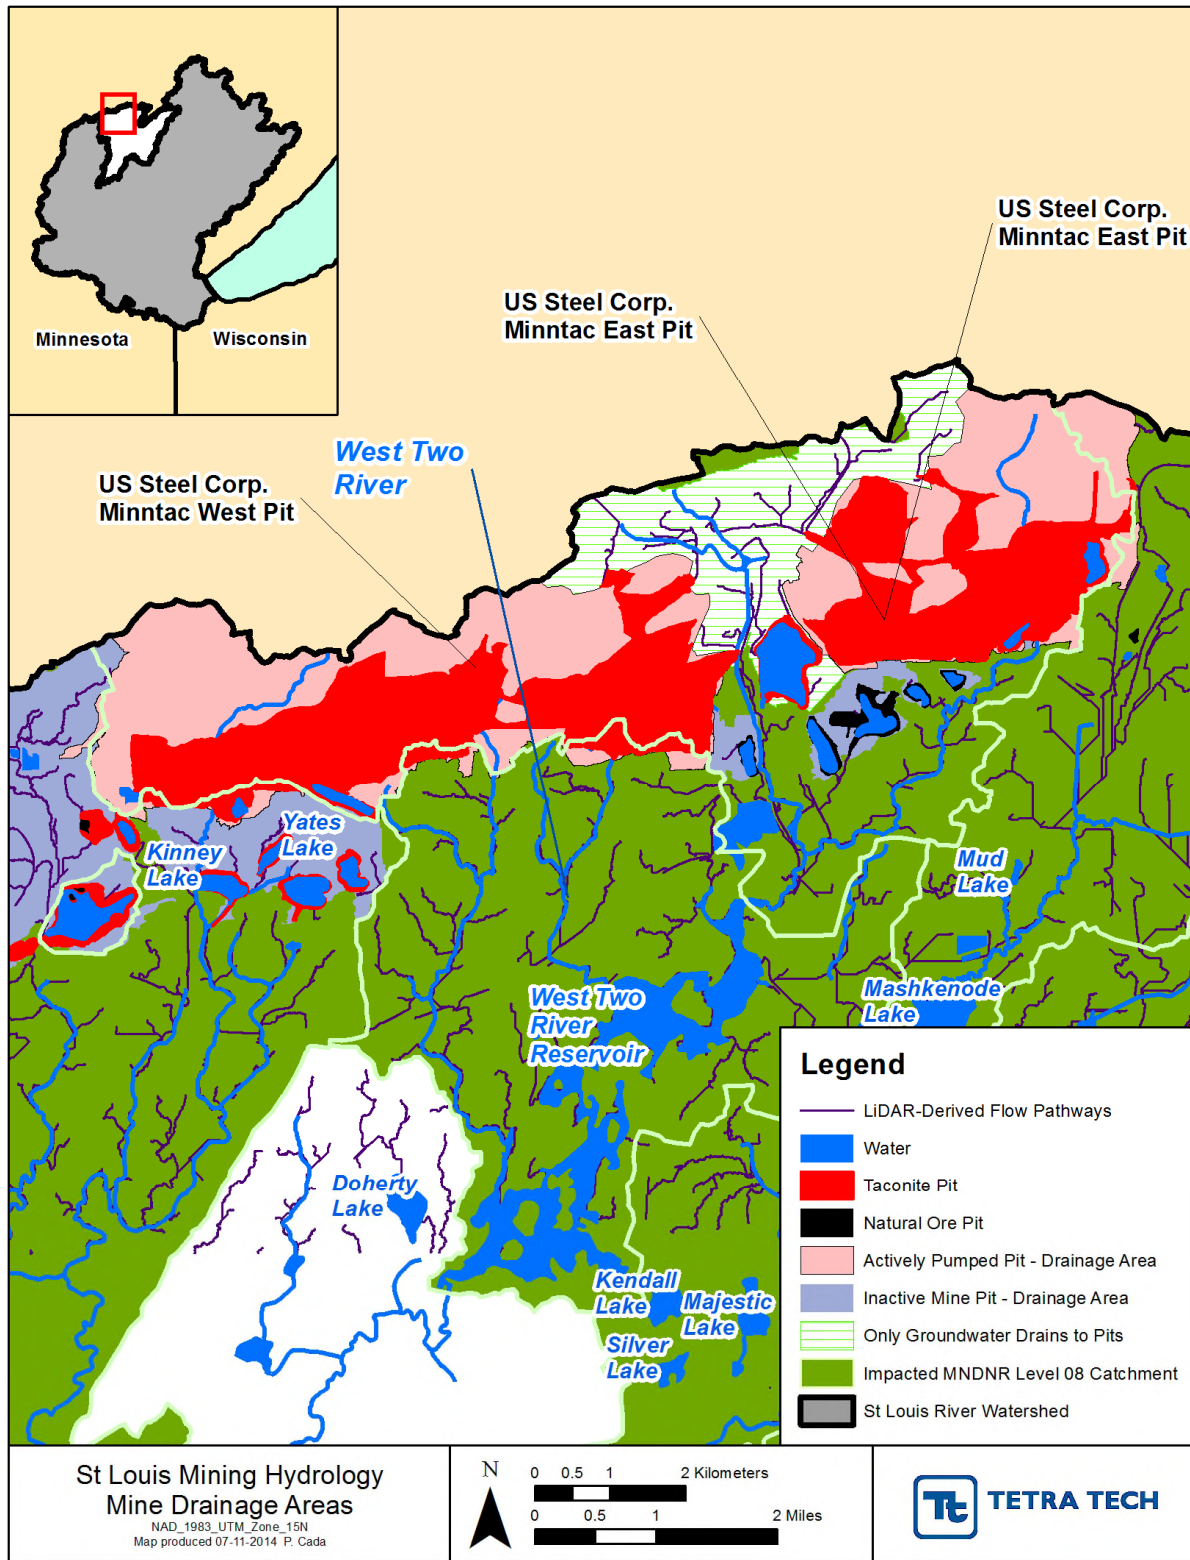 Minnesota
Wisconsin
US Steel Corp.
Minntac East Pit
US Steel Corp.
Minntac East Pit
West Two
River
US Steel Corp.
Minntac West Pit
Yates
Lake
Kinney
Lake
Mud
Lake
West Two
River
Reservoir
Mashkenode
Lake
Doherty
Lake
Kendall
Lake
Majestic
Lake
Silver
Lake
Legend
LiDAR-Derived Flow Pathways
Water
Taconite Pit
Natural Ore Pit
Actively Pumped Pit - Drainage Area
Inactive Mine Pit - Drainage Area
Only Groundwater Drains to Pits
Impacted MNDNR Level 08 Catchment
St Louis River Watershed
St Louis Mining Hydrology
Mine Drainage Areas
NAD_1983_UTM_Zone_15N
Map produced 07-11-2014 P. Cada
N
0 0.5 1 2 Kilometers
0 0.5 1 2 Miles
Tt TETRA TECH